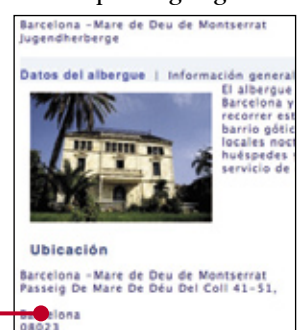 Barcelona –Mare de Deu de Montserrat
Jugendherberge
Datos del albergue | Información general
El albergue
Barcelona y
recorrer est
barrio gótic
locales noct
huéspedes
servicio de
Ubicación
Barcelona –Mare de Deu de Montserrat
Passeig De Mare De Déu Del Coll 41–51,
08023